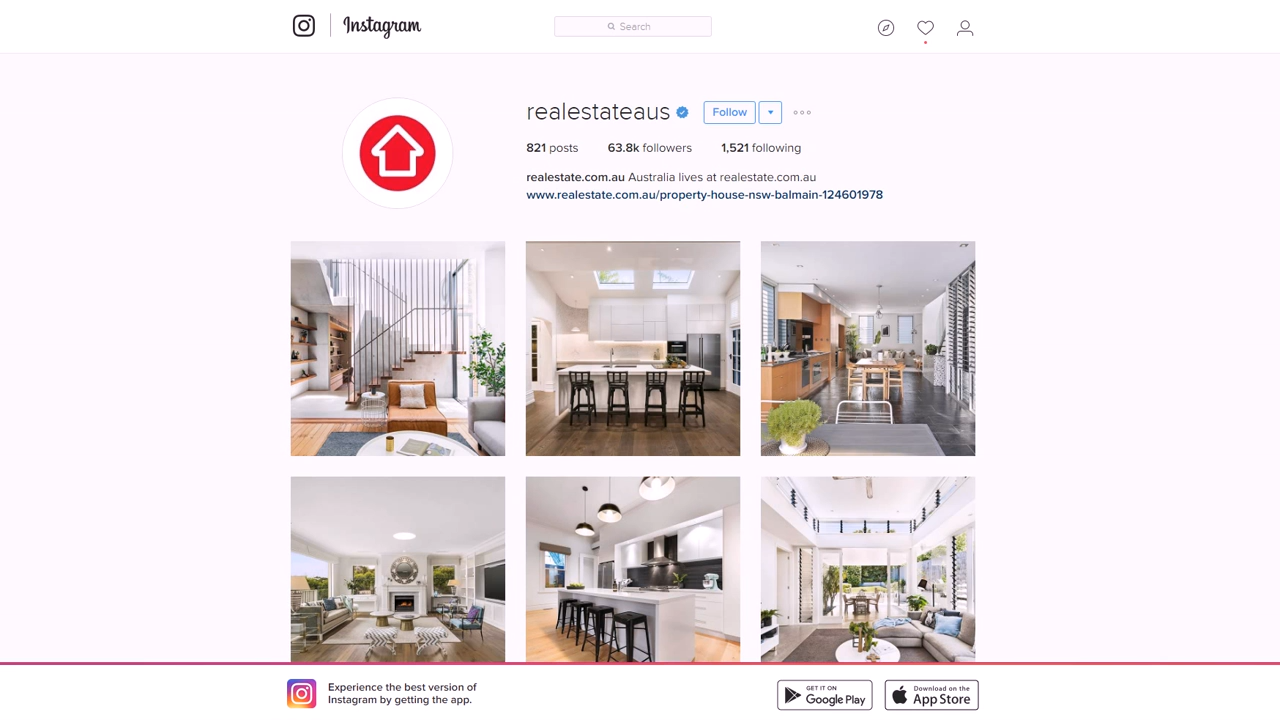 Instagram
Search
realestateaus
Follow
821 posts 63.8k followers 1,521 following
realestate.com.au Australia lives at realestate.com.au
www.realestate.com.au/property-house-nsw-balmain-124601978
Experience the best version of
Instagram by getting the app.
GET IT ON
Google Play
Download on the
App Store